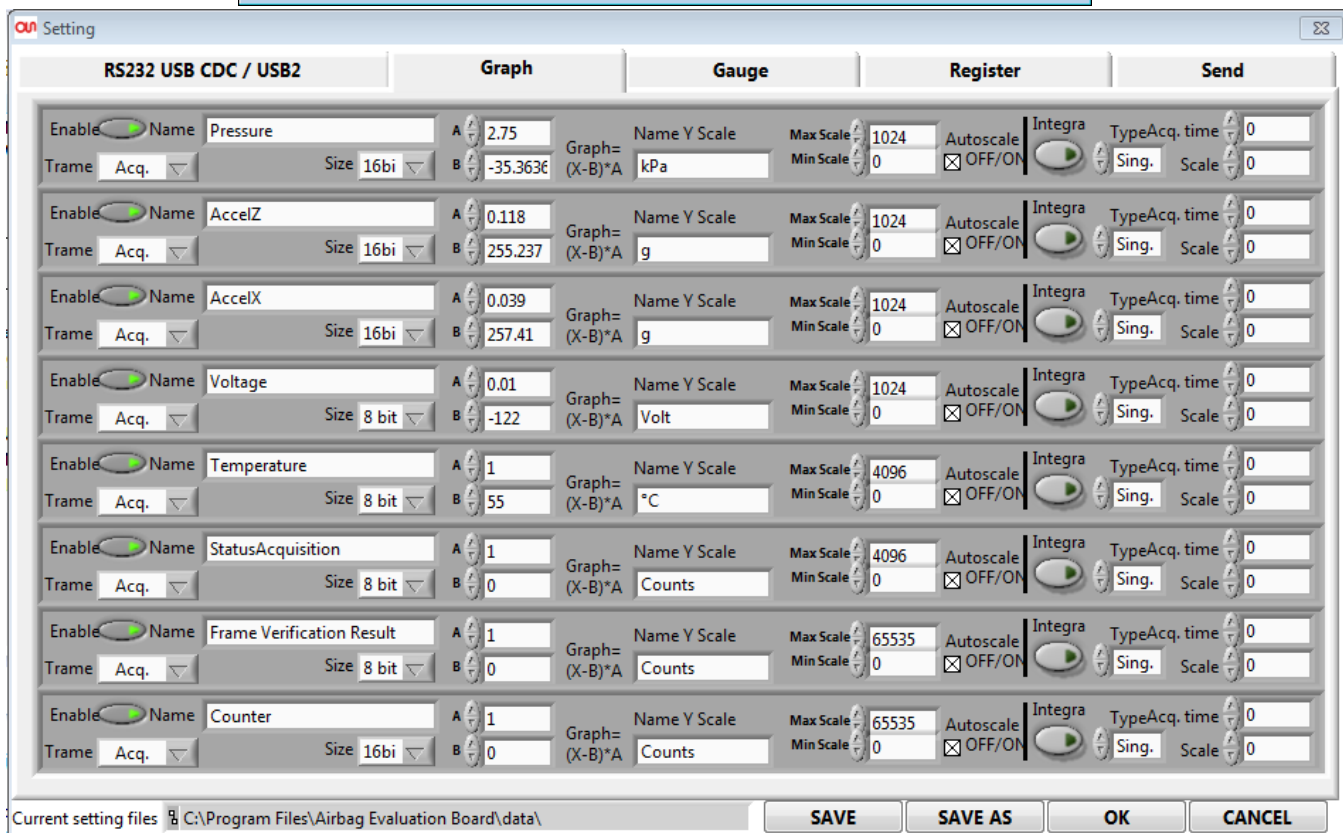 Setting
RS232 USB CDC / USB2 Graph Gauge Register Send
Enable Name Pressure A 2.75 Graph= (X-B)*A Name Y Scale Max Scale 1024 Autoscale Integra TypeAcq. time 0
Trame Acq. Size 16bi B -35.3636 kPa Min Scale 0 OFF/ON Sing. Scale 0
Enable Name AccelZ A 0.118 Graph= (X-B)*A Name Y Scale Max Scale 1024 Autoscale Integra TypeAcq. time 0
Trame Acq. Size 16bi B 255.237 g Min Scale 0 OFF/ON Sing. Scale 0
Enable Name AccelX A 0.039 Graph= (X-B)*A Name Y Scale Max Scale 1024 Autoscale Integra TypeAcq. time 0
Trame Acq. Size 16bi B 257.41 g Min Scale 0 OFF/ON Sing. Scale 0
Enable Name Voltage A 0.01 Graph= (X-B)*A Name Y Scale Max Scale 1024 Autoscale Integra TypeAcq. time 0
Trame Acq. Size 8 bit B -122 Volt Min Scale 0 OFF/ON Sing. Scale 0
Enable Name Temperature A 1 Graph= (X-B)*A Name Y Scale Max Scale 4096 Autoscale Integra TypeAcq. time 0
Trame Acq. Size 8 bit B 55 °C Min Scale 0 OFF/ON Sing. Scale 0
Enable Name StatusAcquisition A 1 Graph= (X-B)*A Name Y Scale Max Scale 4096 Autoscale Integra TypeAcq. time 0
Trame Acq. Size 8 bit B 0 Counts Min Scale 0 OFF/ON Sing. Scale 0
Enable Name Frame Verification Result A 1 Graph= (X-B)*A Name Y Scale Max Scale 65535 Autoscale Integra TypeAcq. time 0
Trame Acq. Size 8 bit B 0 Counts Min Scale 0 OFF/ON Sing. Scale 0
Enable Name Counter A 1 Graph= (X-B)*A Name Y Scale Max Scale 65535 Autoscale Integra TypeAcq. time 0
Trame Acq. Size 16bi B 0 Counts Min Scale 0 OFF/ON Sing. Scale 0
Current setting files C:\Program Files\Airbag Evaluation Board\data\ SAVE SAVE AS OK CANCEL